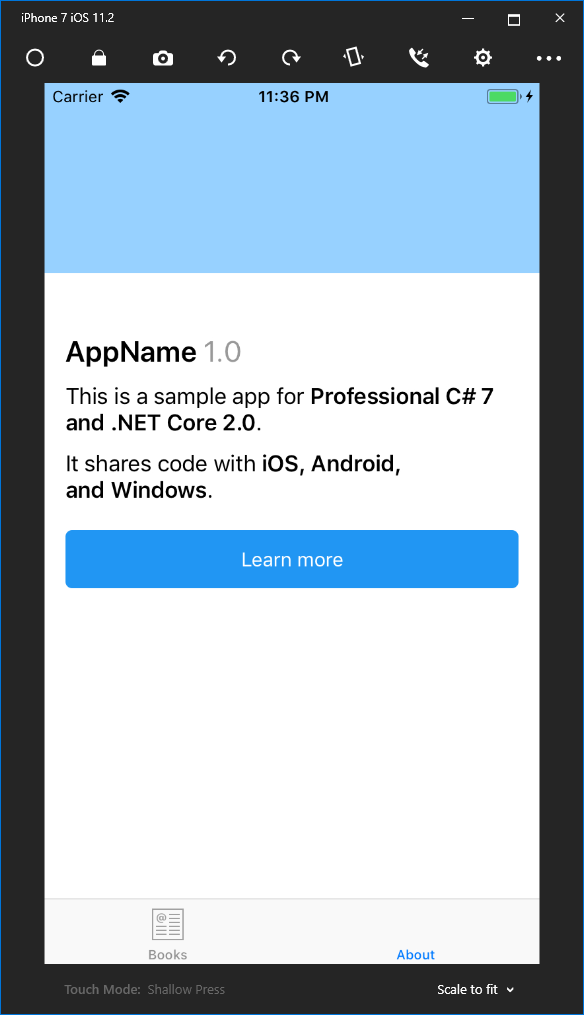 iPhone 7 iOS 11.2
Carrier 11:36 PM
AppName 1.0
This is a sample app for Professional C# 7
and .NET Core 2.0.
It shares code with iOS, Android,
and Windows.
Learn more
Books About
Touch Mode: Shallow Press Scale to fit